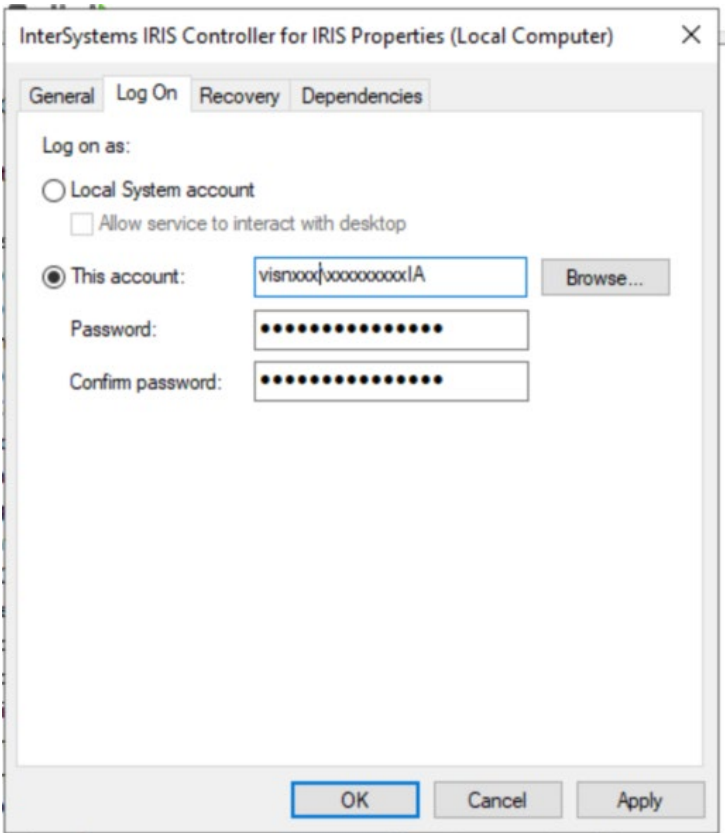 InterSystems IRIS Controller for IRIS Properties (Local Computer)
General Log On Recovery Dependencies
Log on as:
Local System account
Allow service to interact with desktop
This account: visnxxx\xxxxxxxxxIA Browse...
Password: ●●●●●●●●●●●●●●●
Confirm password: ●●●●●●●●●●●●●●●
OK Cancel Apply